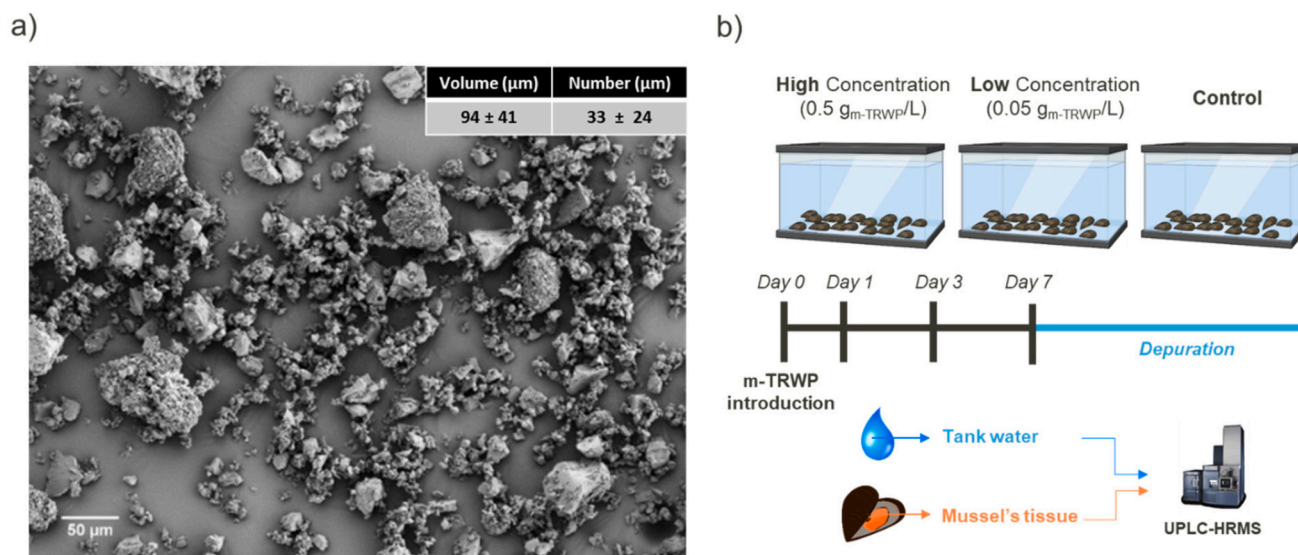 a)
Volume (μm) Number (μm)
94 ± 41 33 ± 24
50 μm
b)
High Concentration
(0.5 gm-TRWP/L)
Low Concentration
(0.05 gm-TRWP/L)
Control
Day 0 Day 1 Day 3 Day 7
Depuration
m-TRWP
introduction
Tank water
Mussel's tissue
UPLC-HRMS